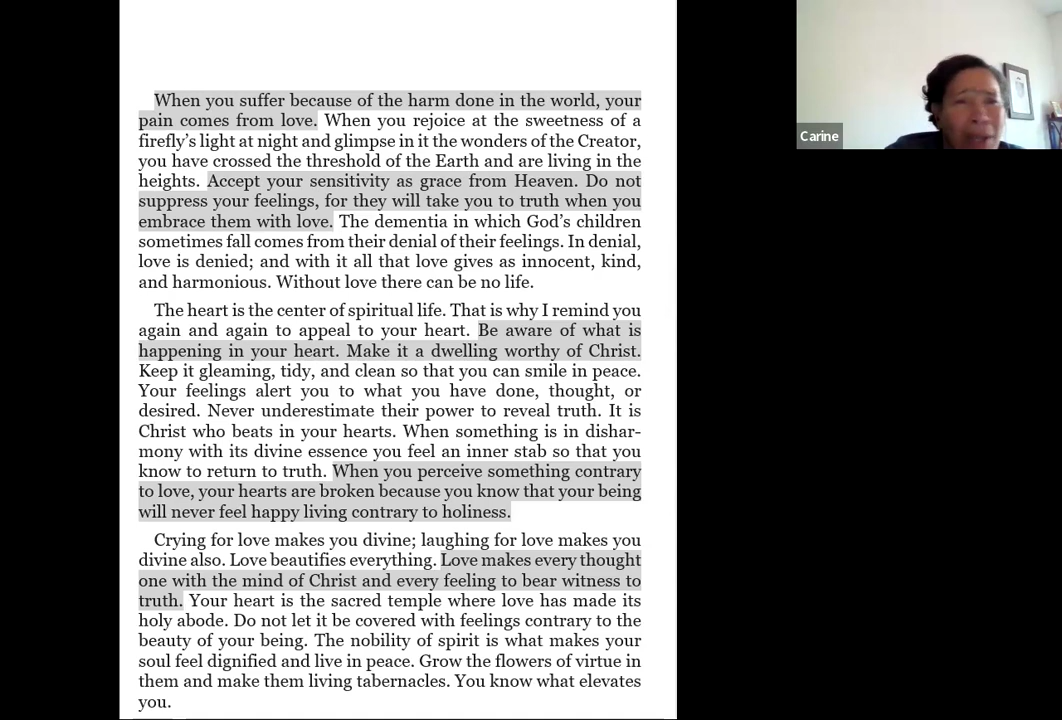 When you suffer because of the harm done in the world, your
pain comes from love. When you rejoice at the sweetness of a
firefly's light at night and glimpse in it the wonders of the Creator,
you have crossed the threshold of the Earth and are living in the
heights. Accept your sensitivity as grace from Heaven. Do not
suppress your feelings, for they will take you to truth when you
embrace them with love. The dementia in which God's children
sometimes fall comes from their denial of their feelings. In denial,
love is denied; and with it all that love gives as innocent, kind,
and harmonious. Without love there can be no life.
The heart is the center of spiritual life. That is why I remind you
again and again to appeal to your heart. Be aware of what is
happening in your heart. Make it a dwelling worthy of Christ.
Keep it gleaming, tidy, and clean so that you can smile in peace.
Your feelings alert you to what you have done, thought, or
desired. Never underestimate their power to reveal truth. It is
Christ who beats in your hearts. When something is in dishar-
mony with its divine essence you feel an inner stab so that you
know to return to truth. When you perceive something contrary
to love, your hearts are broken because you know that your being
will never feel happy living contrary to holiness.
Crying for love makes you divine; laughing for love makes you
divine also. Love beautifies everything. Love makes every thought
one with the mind of Christ and every feeling to bear witness to
truth. Your heart is the sacred temple where love has made its
holy abode. Do not let it be covered with feelings contrary to the
beauty of your being. The nobility of spirit is what makes your
soul feel dignified and live in peace. Grow the flowers of virtue in
them and make them living tabernacles. You know what elevates
you.
Carine